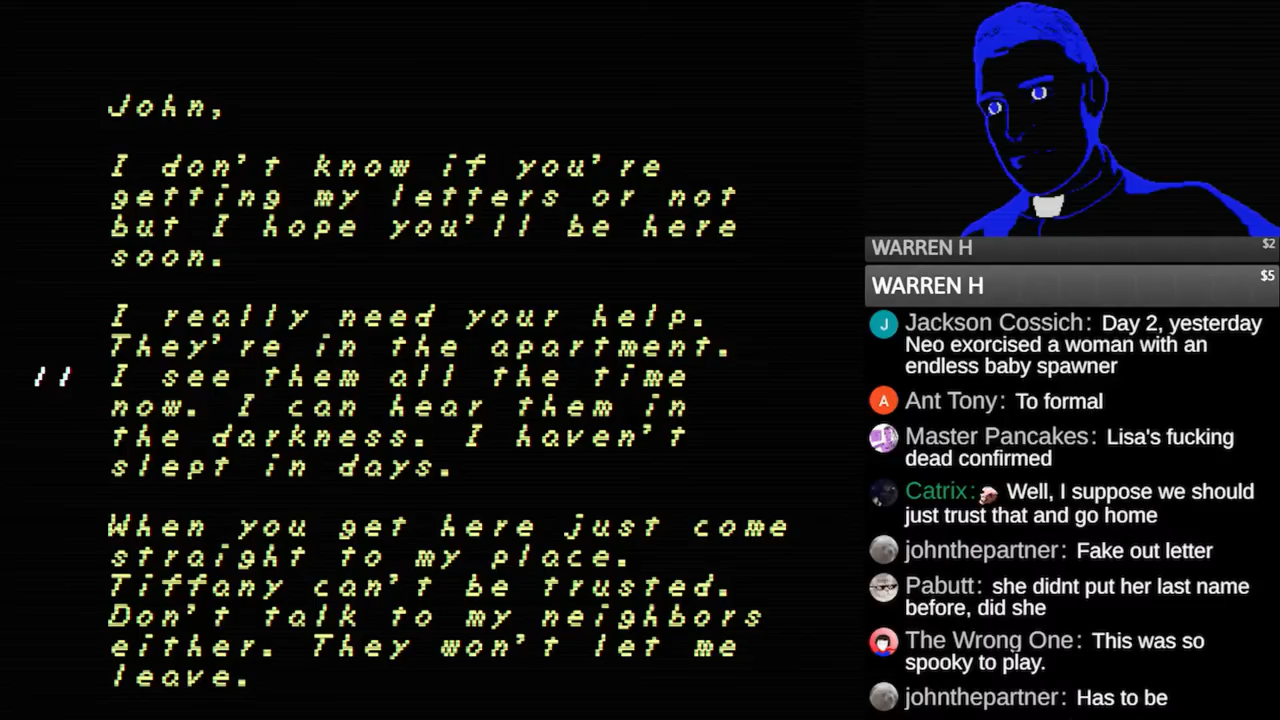 John,
I don't know if you're
getting my letters or not
but I hope you'll be here
soon.
I really need your help.
They're in the apartment.
// I see them all the time
now. I can hear them in
the darkness. I haven't
slept in days.
When you get here just come
straight to my place.
Tiffany can't be trusted.
Don't talk to my neighbors
either. They won't let me
leave.
WARREN H $2
WARREN H $5
J Jackson Cossich: Day 2, yesterday
Neo exorcised a woman with an
endless baby spawner
A Ant Tony: To formal
Master Pancakes: Lisa's fucking
dead confirmed
Catrix: Well, I suppose we should
just trust that and go home
johnthepartner: Fake out letter
Pabutt: she didnt put her last name
before, did she
The Wrong One: This was so
spooky to play.
johnthepartner: Has to be